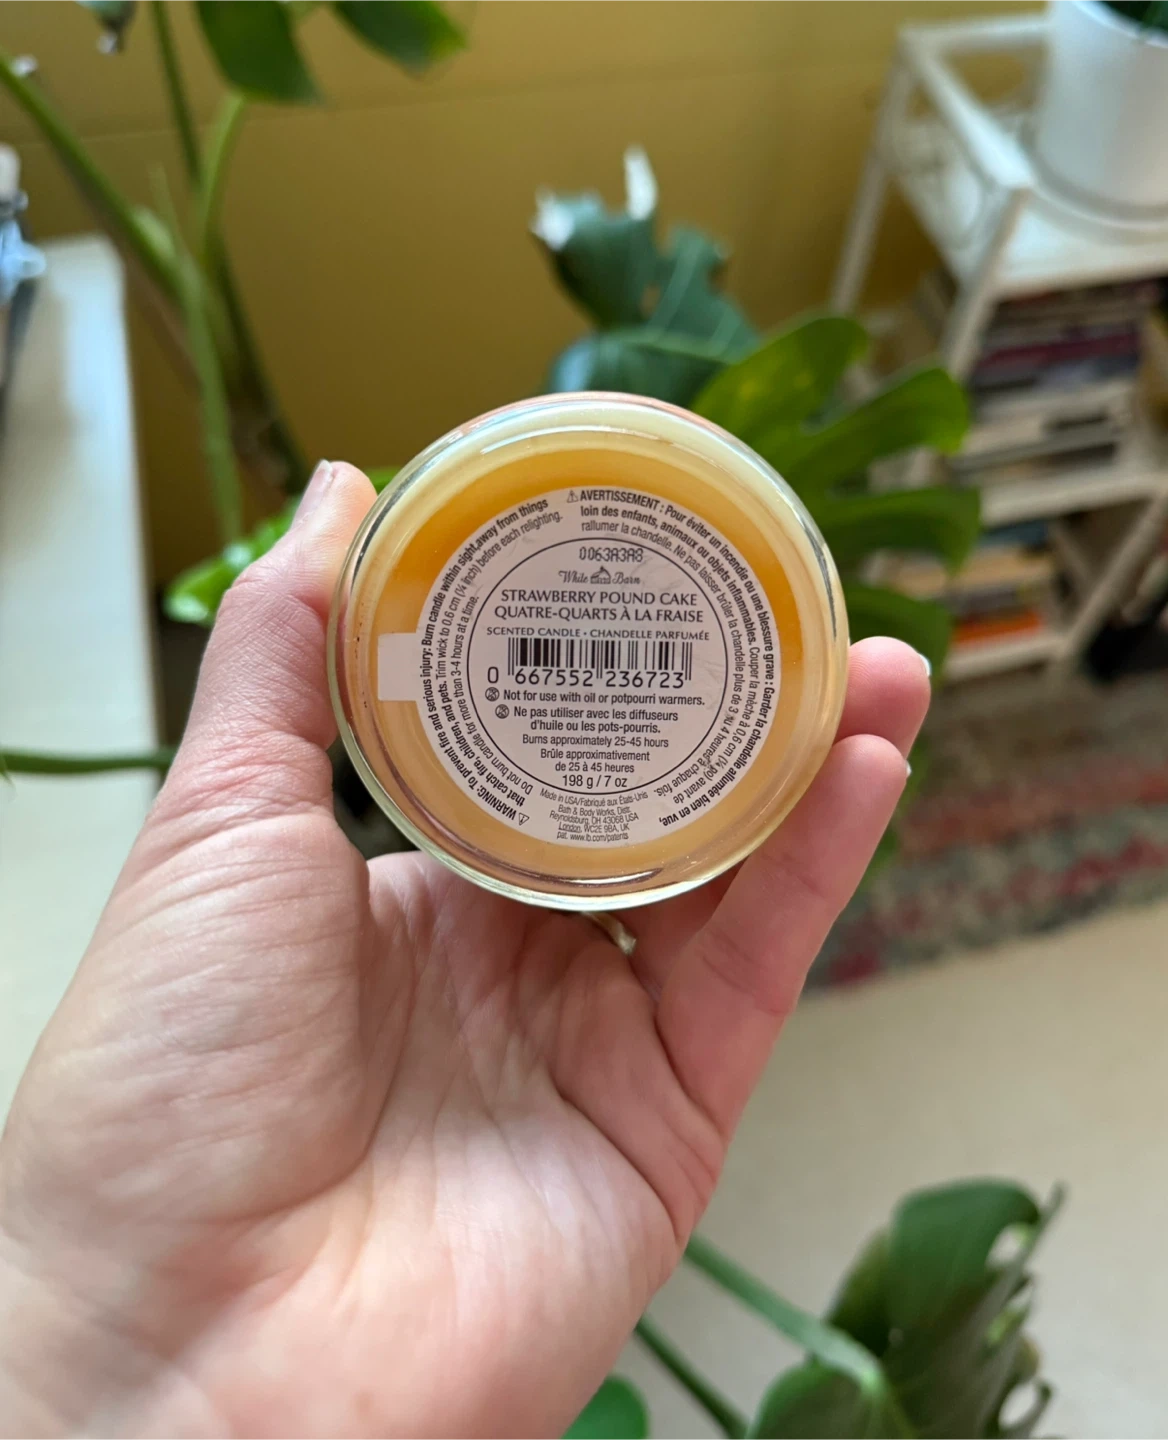 ⚠ WARNING: To prevent fire and serious injury: Burn candle within sight, away from things
that catch fire, children, and pets. Trim wick to 0.6 cm (¼ inch) before each relighting.
Do not burn candle for more than 3-4 hours at a time.
⚠ AVERTISSEMENT : Pour éviter un incendie ou une blessure grave : Garder la chandelle allumée bien en vue,
loin des enfants, animaux ou objets inflammables. Couper la mèche à 0,6 cm (¼ po) avant de
rallumer la chandelle. Ne pas laisser brûler la chandelle plus de 3 à 4 heures à chaque fois.
0063A3A3
White Barn
STRAWBERRY POUND CAKE
QUATRE-QUARTS À LA FRAISE
SCENTED CANDLE • CHANDELLE PARFUMÉE
0 667552 236723
Not for use with oil or potpourri warmers.
Ne pas utiliser avec les diffuseurs
d'huile ou les pots-pourris.
Burns approximately 25-45 hours
Brûle approximativement
de 25 à 45 heures
198 g / 7 oz
Made in USA/Fabriqué aux États-Unis
Bath & Body Works, Distr.
Reynoldsburg, OH 43068 USA
London, WC2E 9BA, UK
pat. www.lb.com/patents